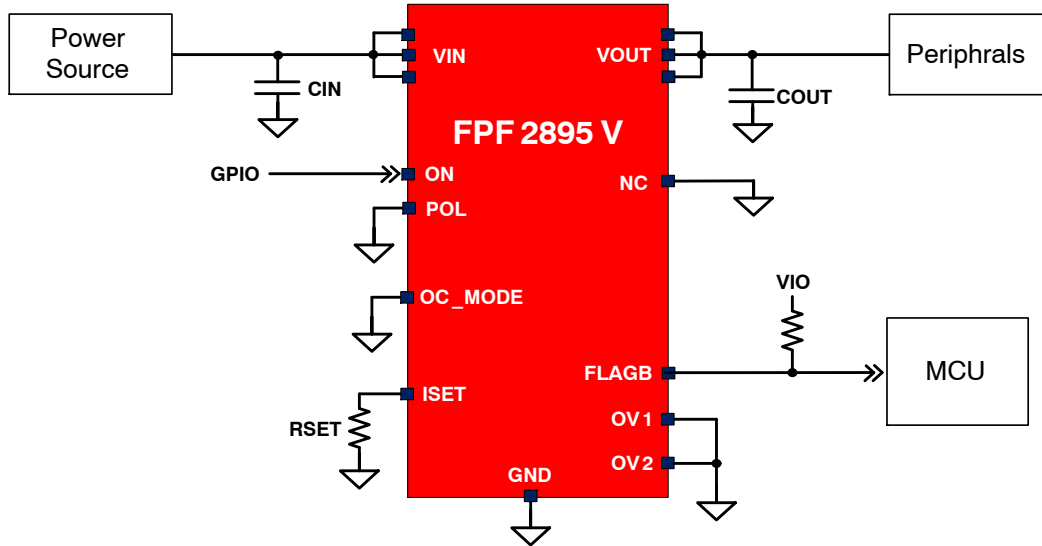 Power
Source
VIN
VOUT
Periphrals
CIN
COUT
FPF 2895 V
GPIO
ON
NC
POL
VIO
OC_MODE
MCU
FLAGB
ISET
RSET
OV1
OV2
GND